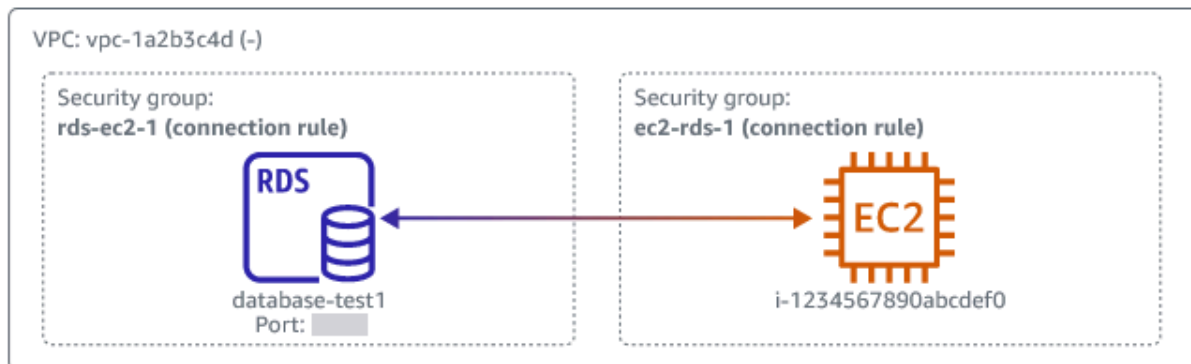 VPC: vpc-1a2b3c4d (-)
Security group:
rds-ec2-1 (connection rule)
RDS
database-test1
Port:
Security group:
ec2-rds-1 (connection rule)
EC2
i-1234567890abcdef0